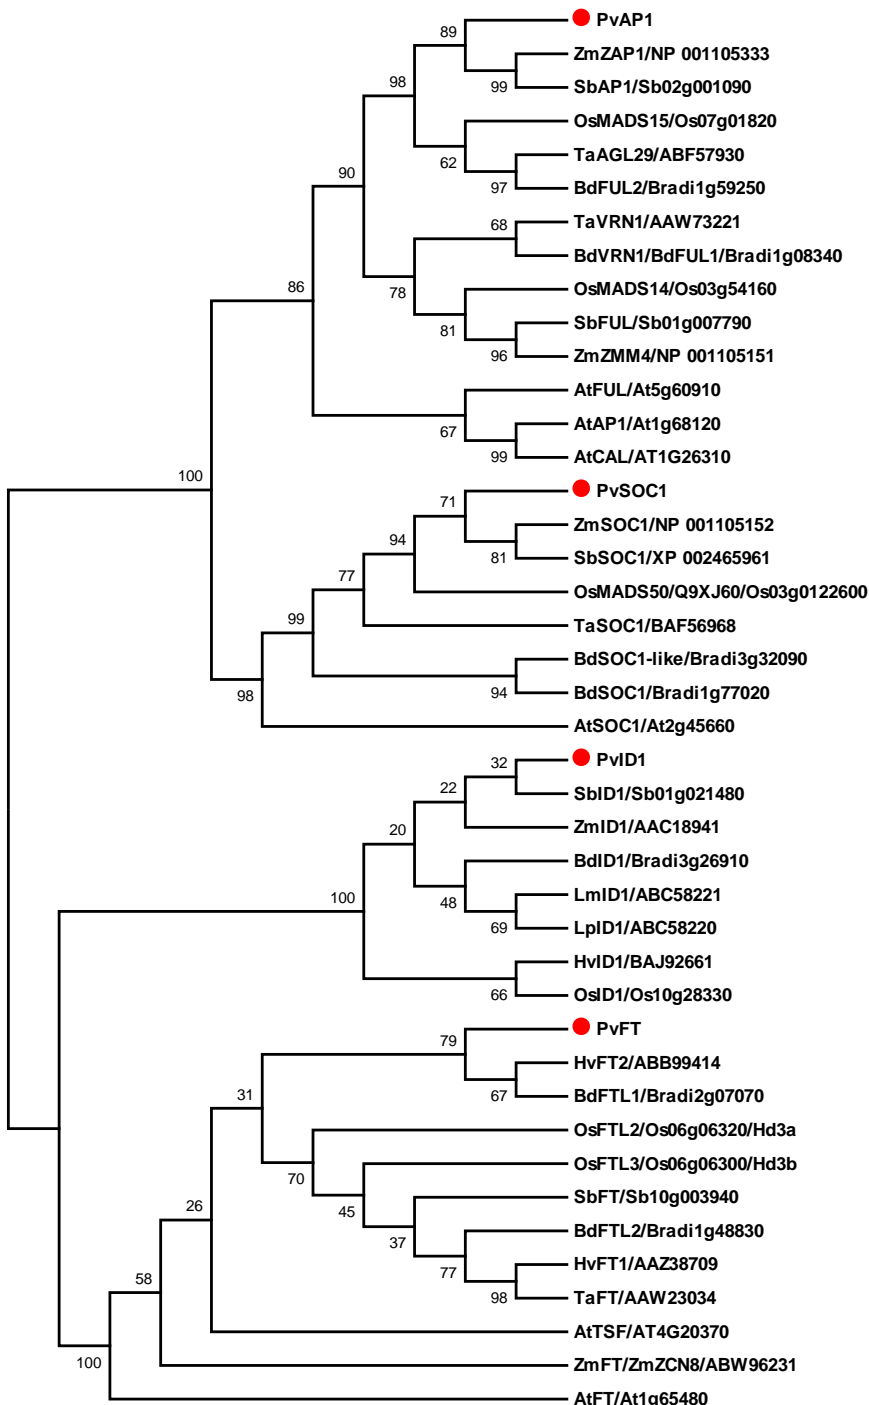 89
PvAP1
ZmZAP1/NP 001105333
99
SbAP1/Sb02g001090
98
OsMADS15/Os07g01820
62
TaAGL29/ABF57930
97
BdFUL2/Bradi1g59250
90
68
TaVRN1/AAW73221
BdVRN1/BdFUL1/Bradi1g08340
86
78
OsMADS14/Os03g54160
81
SbFUL/Sb01g007790
96
ZmZMM4/NP 001105151
AtFUL/At5g60910
67
AtAP1/At1g68120
99
AtCAL/AT1G26310
100
71
PvSOC1
ZmSOC1/NP 001105152
81
SbSOC1/XP 002465961
94
OsMADS50/Q9XJ60/Os03g0122600
77
TaSOC1/BAF56968
99
BdSOC1-like/Bradi3g32090
94
BdSOC1/Bradi1g77020
98
AtSOC1/At2g45660
32
PvID1
22
SbID1/Sb01g021480
ZmID1/AAC18941
20
BdID1/Bradi3g26910
48
LmID1/ABC58221
69
LpID1/ABC58220
100
HvID1/BAJ92661
66
OsID1/Os10g28330
79
PvFT
HvFT2/ABB99414
67
BdFTL1/Bradi2g07070
31
OsFTL2/Os06g06320/Hd3a
70
OsFTL3/Os06g06300/Hd3b
45
SbFT/Sb10g003940
37
BdFTL2/Bradi1g48830
77
HvFT1/AAZ38709
98
TaFT/AAW23034
26
AtTSF/AT4G20370
58
ZmFT/ZmZCN8/ABW96231
100
AtFT/At1g65480